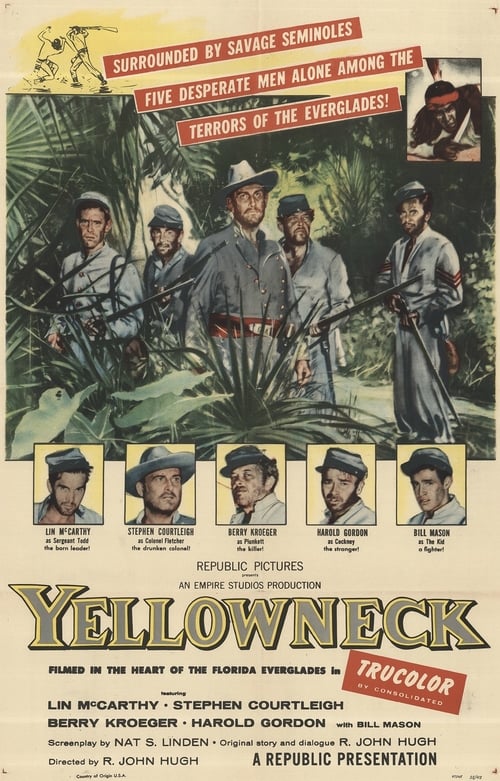 SURROUNDED BY SAVAGE SEMINOLES
FIVE DESPERATE MEN ALONE AMONG THE
TERRORS OF THE EVERGLADES!
LIN McCARTHY
as Sergeant Todd
the born leader!
STEPHEN COURTLEIGH
as Colonel Fletcher
the drunken colonel!
BERRY KROEGER
as Plunkett
the killer!
HAROLD GORDON
as Cockney
the stranger!
BILL MASON
as The Kid
a fighter!
REPUBLIC PICTURES
presents
AN EMPIRE STUDIOS PRODUCTION
YELLOWNECK
FILMED IN THE HEART OF THE FLORIDA EVERGLADES in
TRUCOLOR
BY CONSOLIDATED
featuring
LIN McCARTHY • STEPHEN COURTLEIGH
BERRY KROEGER • HAROLD GORDON with BILL MASON
Screenplay by NAT S. LINDEN • Original story and dialogue R. JOHN HUGH
Directed by R. JOHN HUGH
A REPUBLIC PRESENTATION
Country of Origin U.S.A.